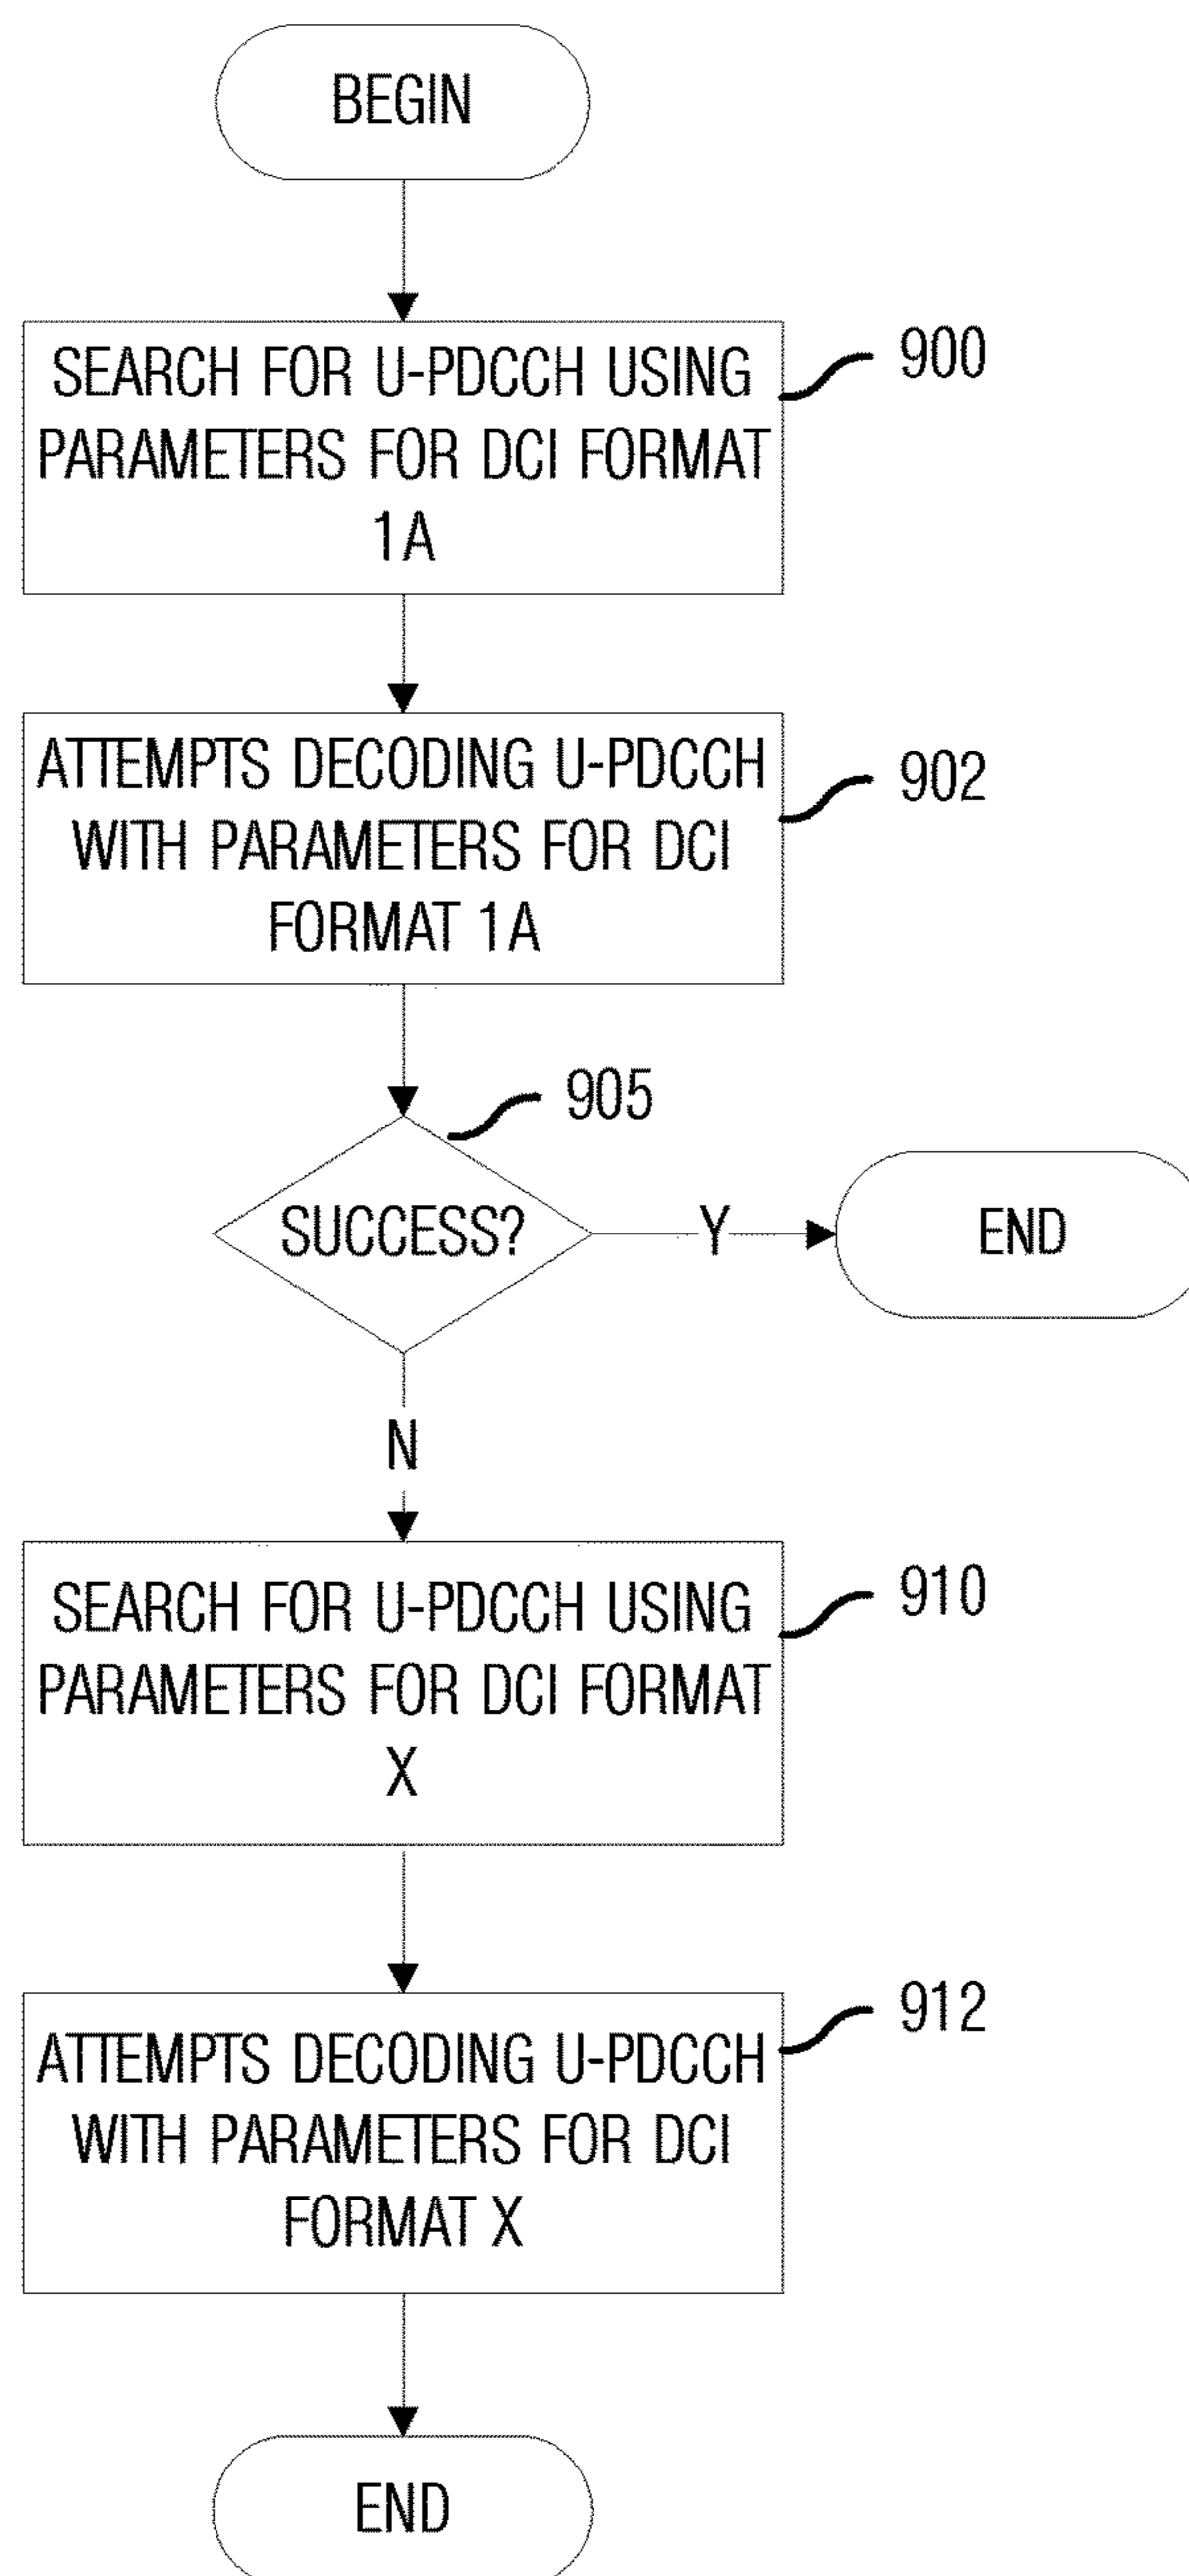 BEGIN
SEARCH FOR U-PDCCH USING
PARAMETERS FOR DCI FORMAT
1A
900
ATTEMPTS DECODING U-PDCCH
WITH PARAMETERS FOR DCI
FORMAT 1A
902
905
SUCCESS?
Y
END
N
SEARCH FOR U-PDCCH USING
PARAMETERS FOR DCI FORMAT
X
910
ATTEMPTS DECODING U-PDCCH
WITH PARAMETERS FOR DCI
FORMAT X
912
END